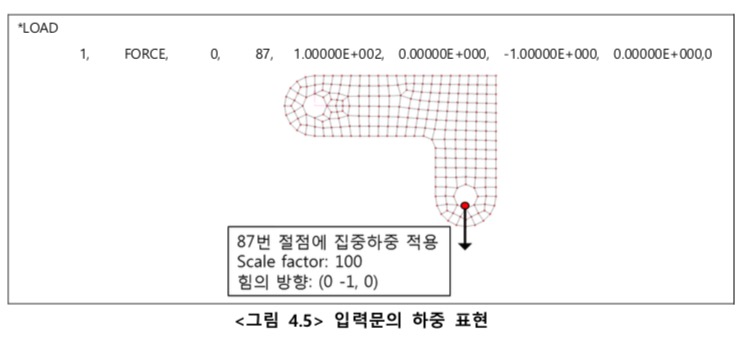 *LOAD
1, FORCE, 0, 87, 1.00000E+002, 0.00000E+000, -1.00000E+000, 0.00000E+000,0
87번 절점에 집중하중 적용
Scale factor: 100
힘의 방향: (0 -1, 0)
<그림 4.5> 입력문의 하중 표현